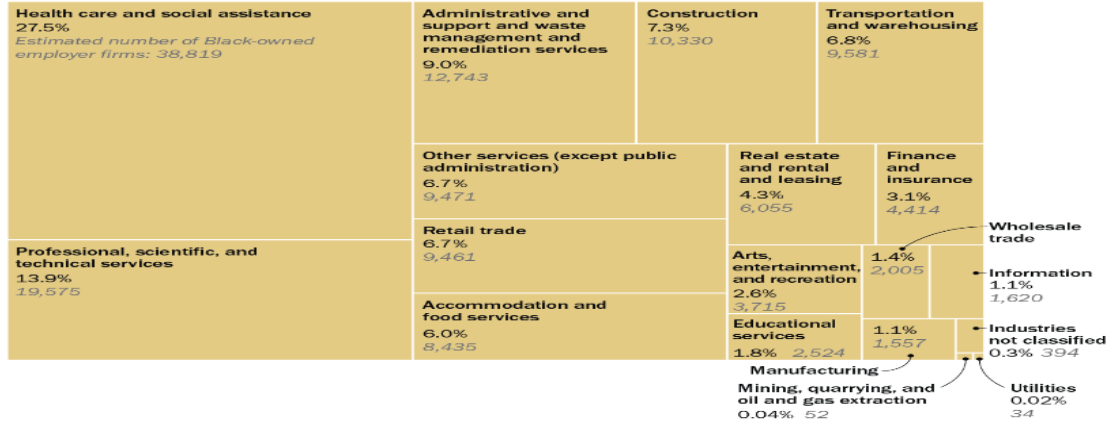 Health care and social assistance
27.5%
Estimated number of Black-owned
employer firms: 38,819
Professional, scientific, and
technical services
13.9%
19,575
Administrative and
support and waste
management and
remediation services
9.0%
12,743
Construction
7.3%
10,330
Transportation
and warehousing
6.8%
9,581
Other services (except public
administration)
6.7%
9,471
Retail trade
6.7%
9,461
Accommodation and
food services
6.0%
8,435
Real estate
and rental
and leasing
4.3%
6,055
Finance
and
insurance
3.1%
4,414
Arts,
entertainment,
and recreation
2.6%
3,715
Educational
services
1.8% 2,524
Wholesale
trade
1.4%
2,005
Information
1.1%
1,620
1.1%
1,557
Manufacturing
Industries
not classified
0.3% 394
Mining, quarrying, and
oil and gas extraction
0.04% 52
Utilities
0.02%
34